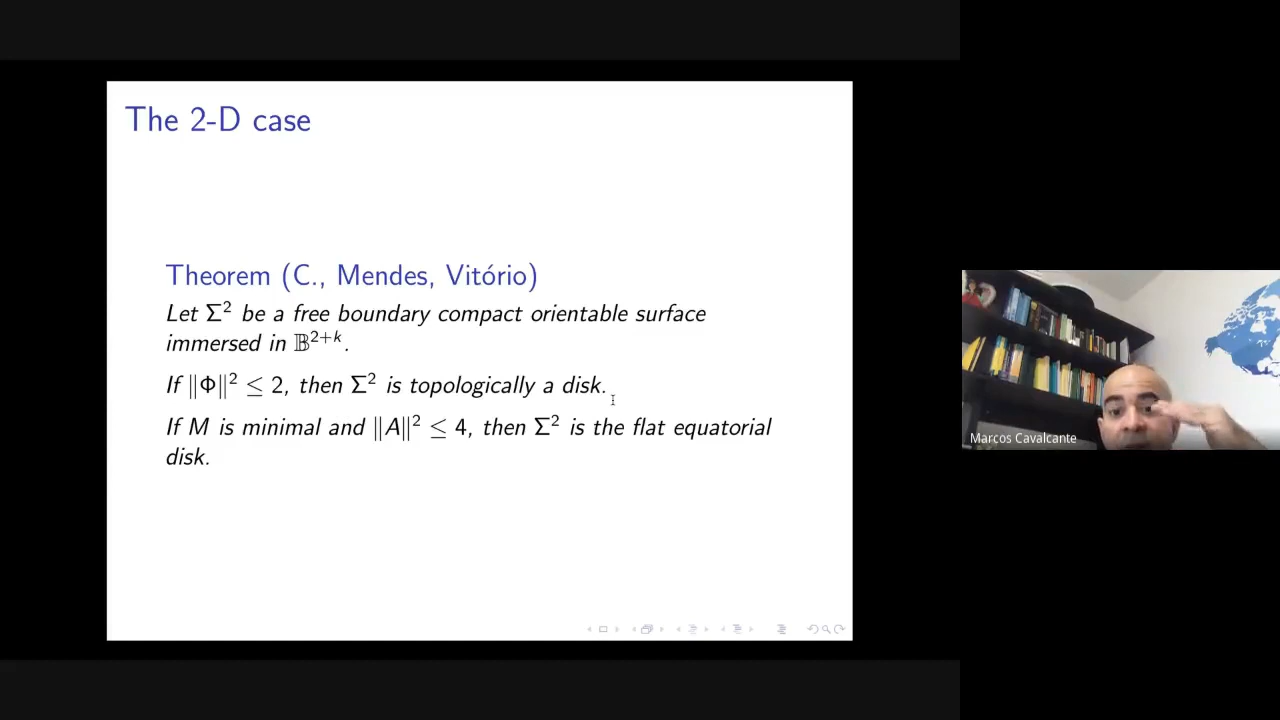 The 2-D case
Theorem (C., Mendes, Vitório)
Let Σ² be a free boundary compact orientable surface
immersed in 𝔹²⁺ᵏ.
If ‖Φ‖² ≤ 2, then Σ² is topologically a disk.
If M is minimal and ‖A‖² ≤ 4, then Σ² is the flat equatorial
disk.
Marcos Cavalcante